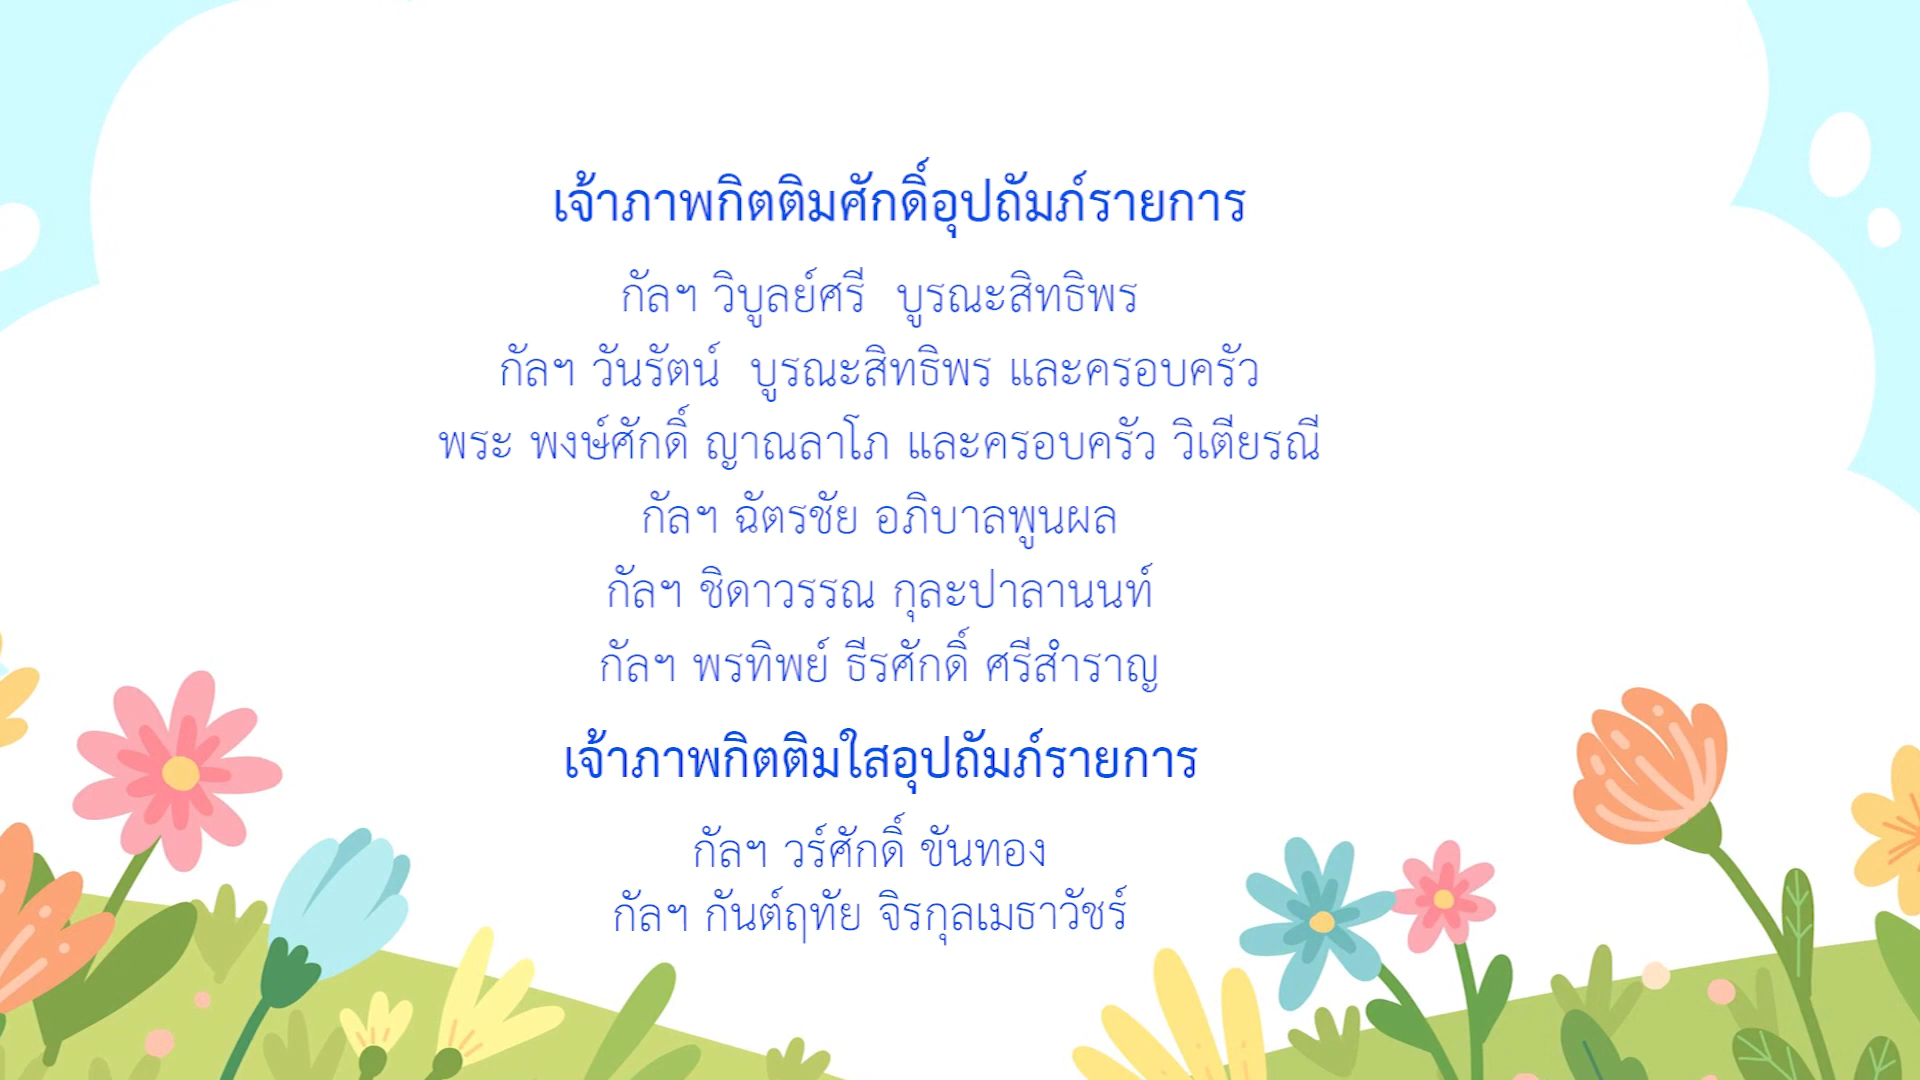 เจ้าภาพกิตติมศักดิ์อุปถัมภ์รายการ
กัลฯ วิบูลย์ศรี  บูรณะสิทธิพร
กัลฯ วันรัตน์  บูรณะสิทธิพร และครอบครัว
พระ พงษ์ศักดิ์ ญาณลาโภ และครอบครัว วิเตียรณี
กัลฯ ฉัตรชัย อภิบาลพูนผล
กัลฯ ชิดาวรรณ กุละปาลานนท์
กัลฯ พรทิพย์ ธีรศักดิ์ ศรีสำราญ
เจ้าภาพกิตติมใสอุปถัมภ์รายการ
กัลฯ วร์ศักดิ์ ขันทอง
กัลฯ กันต์ฤทัย จิรกุลเมธาวัชร์